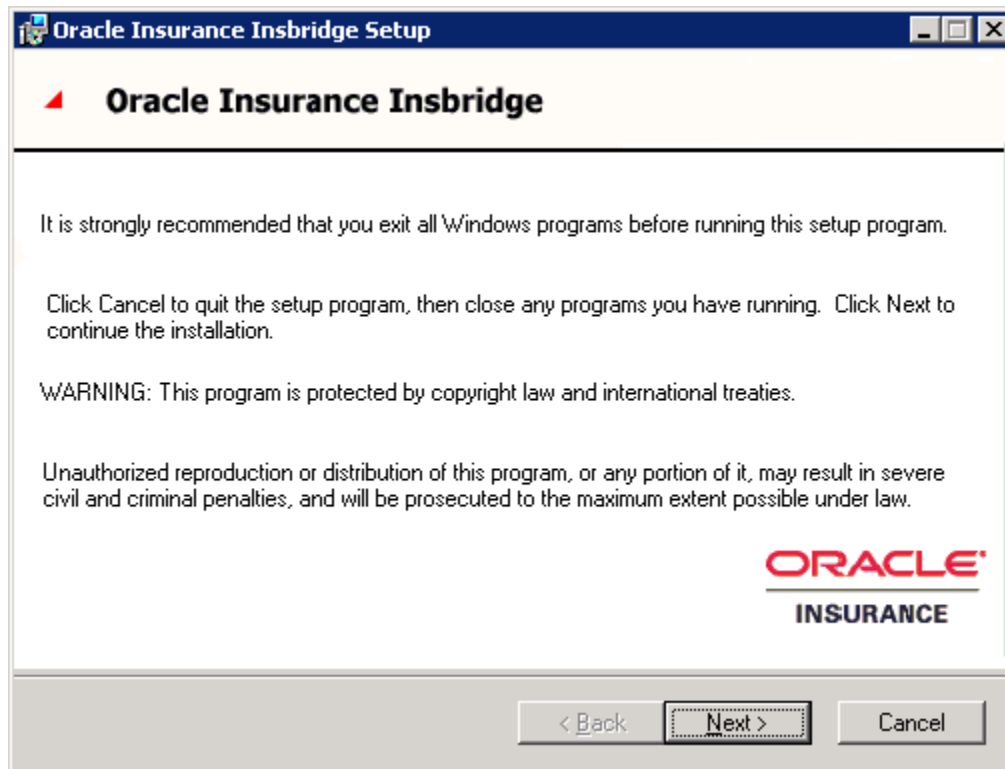 Oracle Insurance Insbridge Setup
Oracle Insurance Insbridge
It is strongly recommended that you exit all Windows programs before running this setup program.
Click Cancel to quit the setup program, then close any programs you have running.  Click Next to
continue the installation.
WARNING: This program is protected by copyright law and international treaties.
Unauthorized reproduction or distribution of this program, or any portion of it, may result in severe
civil and criminal penalties, and will be prosecuted to the maximum extent possible under law.
ORACLE
INSURANCE
< Back Next > Cancel